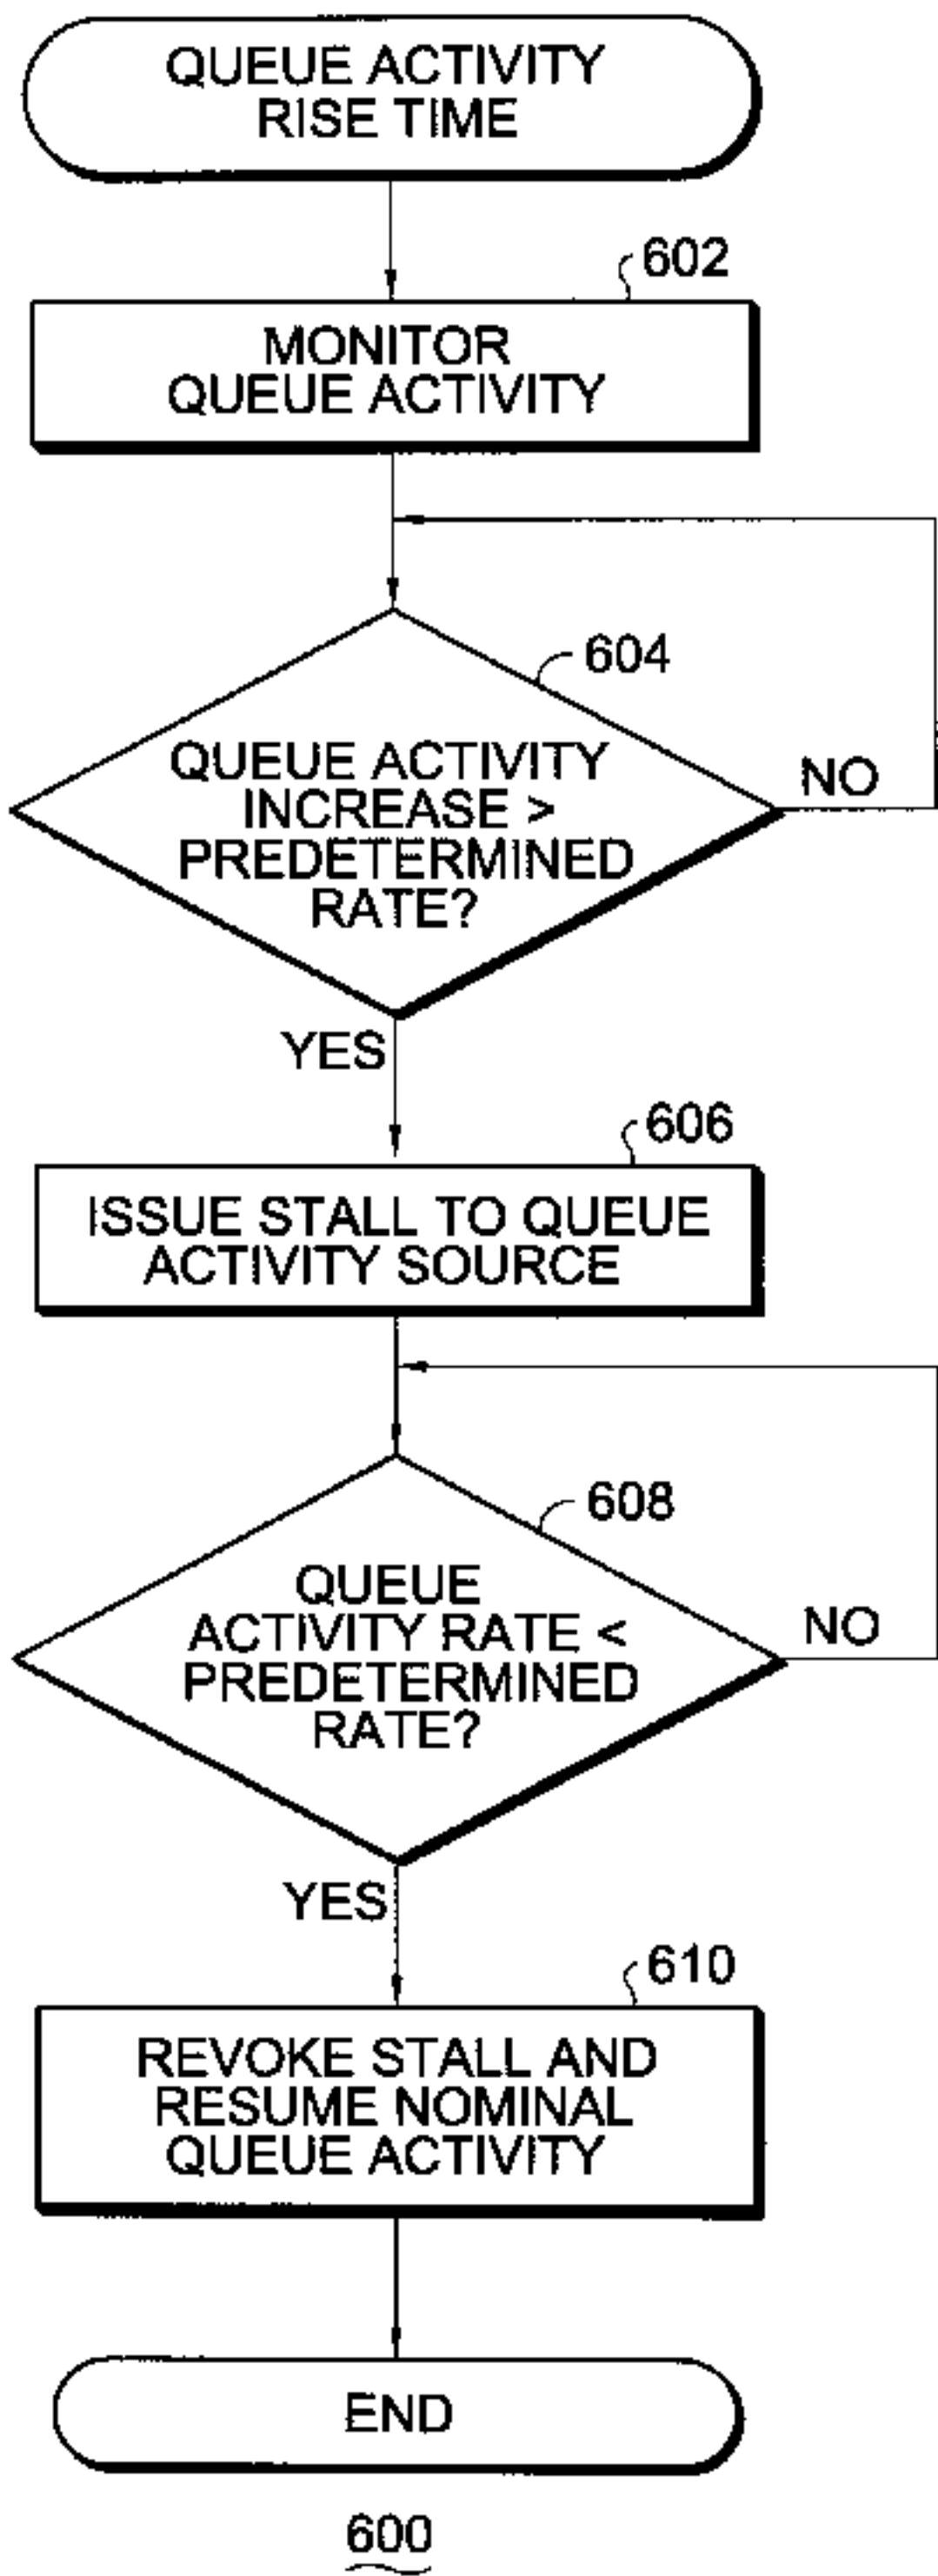 QUEUE ACTIVITY
RISE TIME
602
MONITOR
QUEUE ACTIVITY
604
QUEUE ACTIVITY
INCREASE >
PREDETERMINED
RATE?
NO
YES
606
ISSUE STALL TO QUEUE
ACTIVITY SOURCE
608
QUEUE
ACTIVITY RATE <
PREDETERMINED
RATE?
NO
YES
610
REVOKE STALL AND
RESUME NOMINAL
QUEUE ACTIVITY
END
600